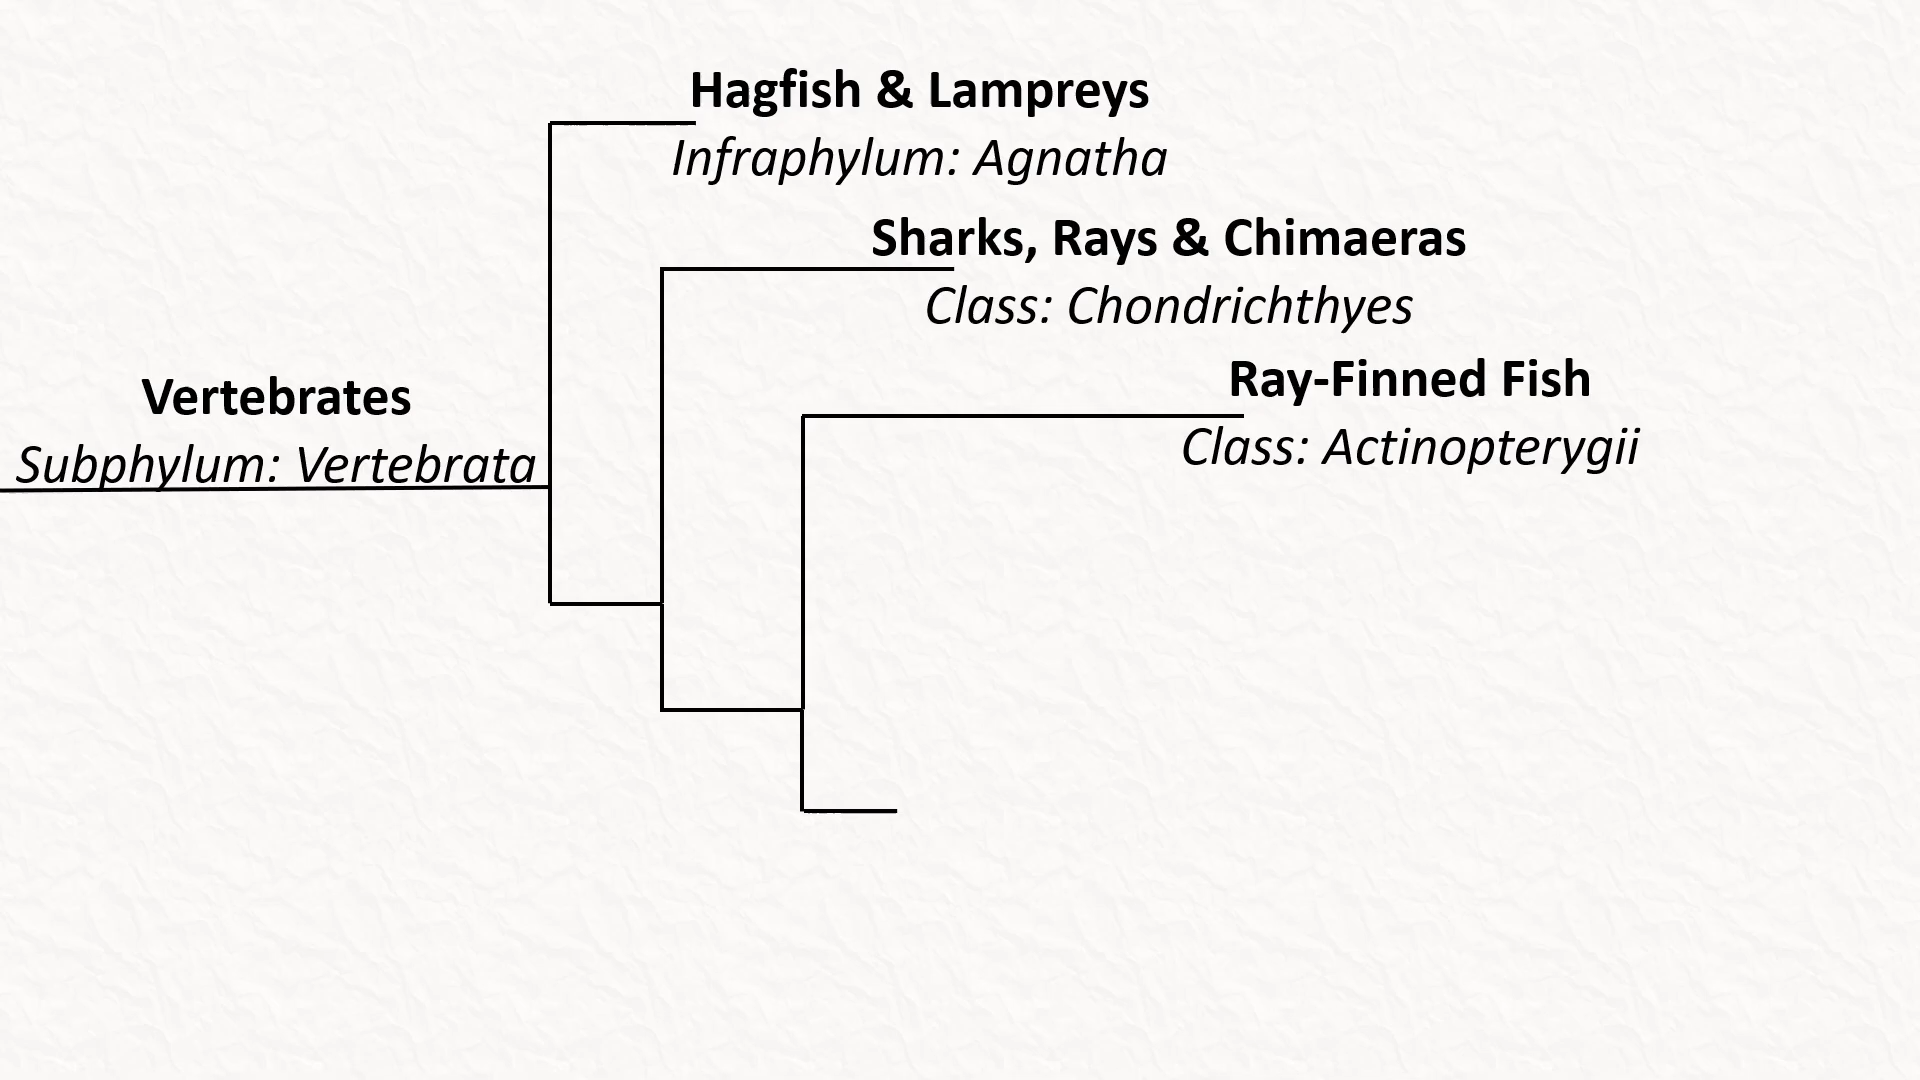 Hagfish & Lampreys
Infraphylum: Agnatha
Sharks, Rays & Chimaeras
Class: Chondrichthyes
Ray-Finned Fish
Class: Actinopterygii
Vertebrates
Subphylum: Vertebrata